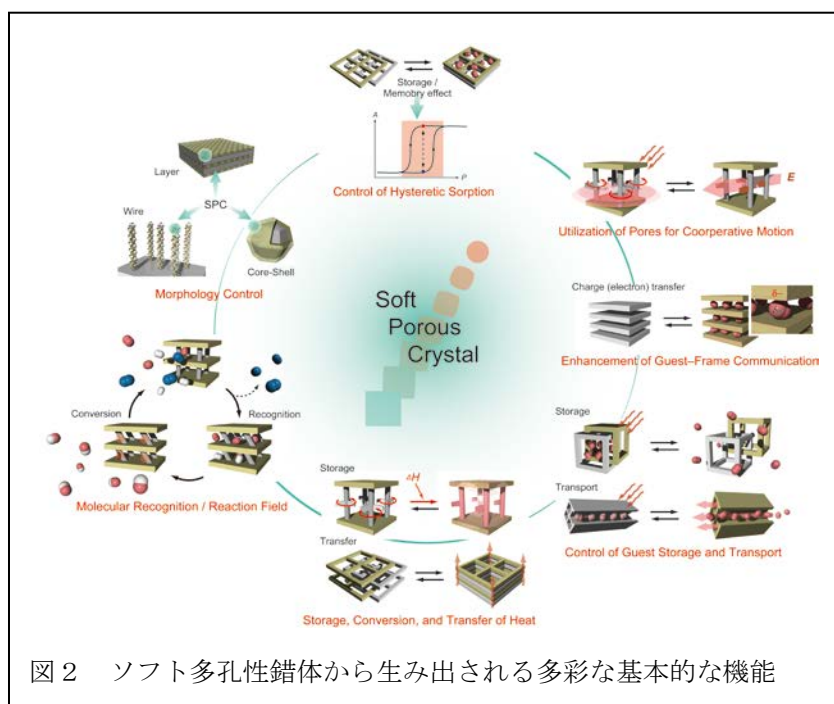 Storage /
Memobry effect
A
P
Control of Hysteretic Sorption
Layer
SPC
Wire
Core-Shell
Morphology Control
E
Utilization of Pores for Coorperative Motion
Charge (electron) transfer
δ−
Enhancement of Guest–Frame Communication
Soft
Porous
Crystal
Conversion
Recognition
Molecular Recognition / Reaction Field
Storage
Transport
Control of Guest Storage and Transport
Storage
ΔH
Transfer
Storage, Conversion, and Transfer of Heat
図２　ソフト多孔性錯体から生み出される多彩な基本的な機能